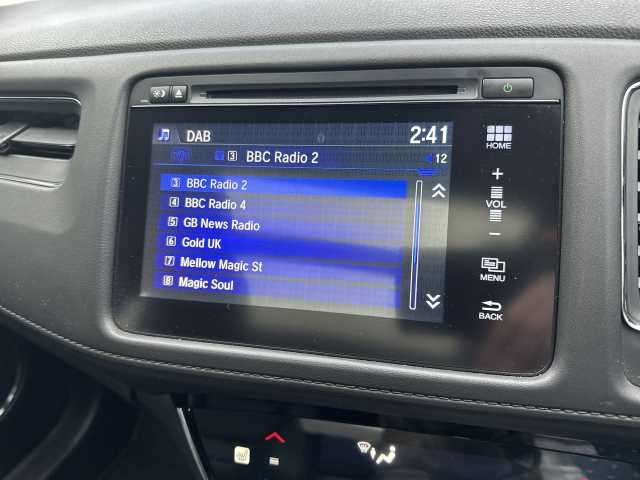 DAB
2:41
3 BBC Radio 2
12
3 BBC Radio 2
4 BBC Radio 4
5 GB News Radio
6 Gold UK
7 Mellow Magic St
8 Magic Soul
HOME
+
VOL
−
MENU
BACK